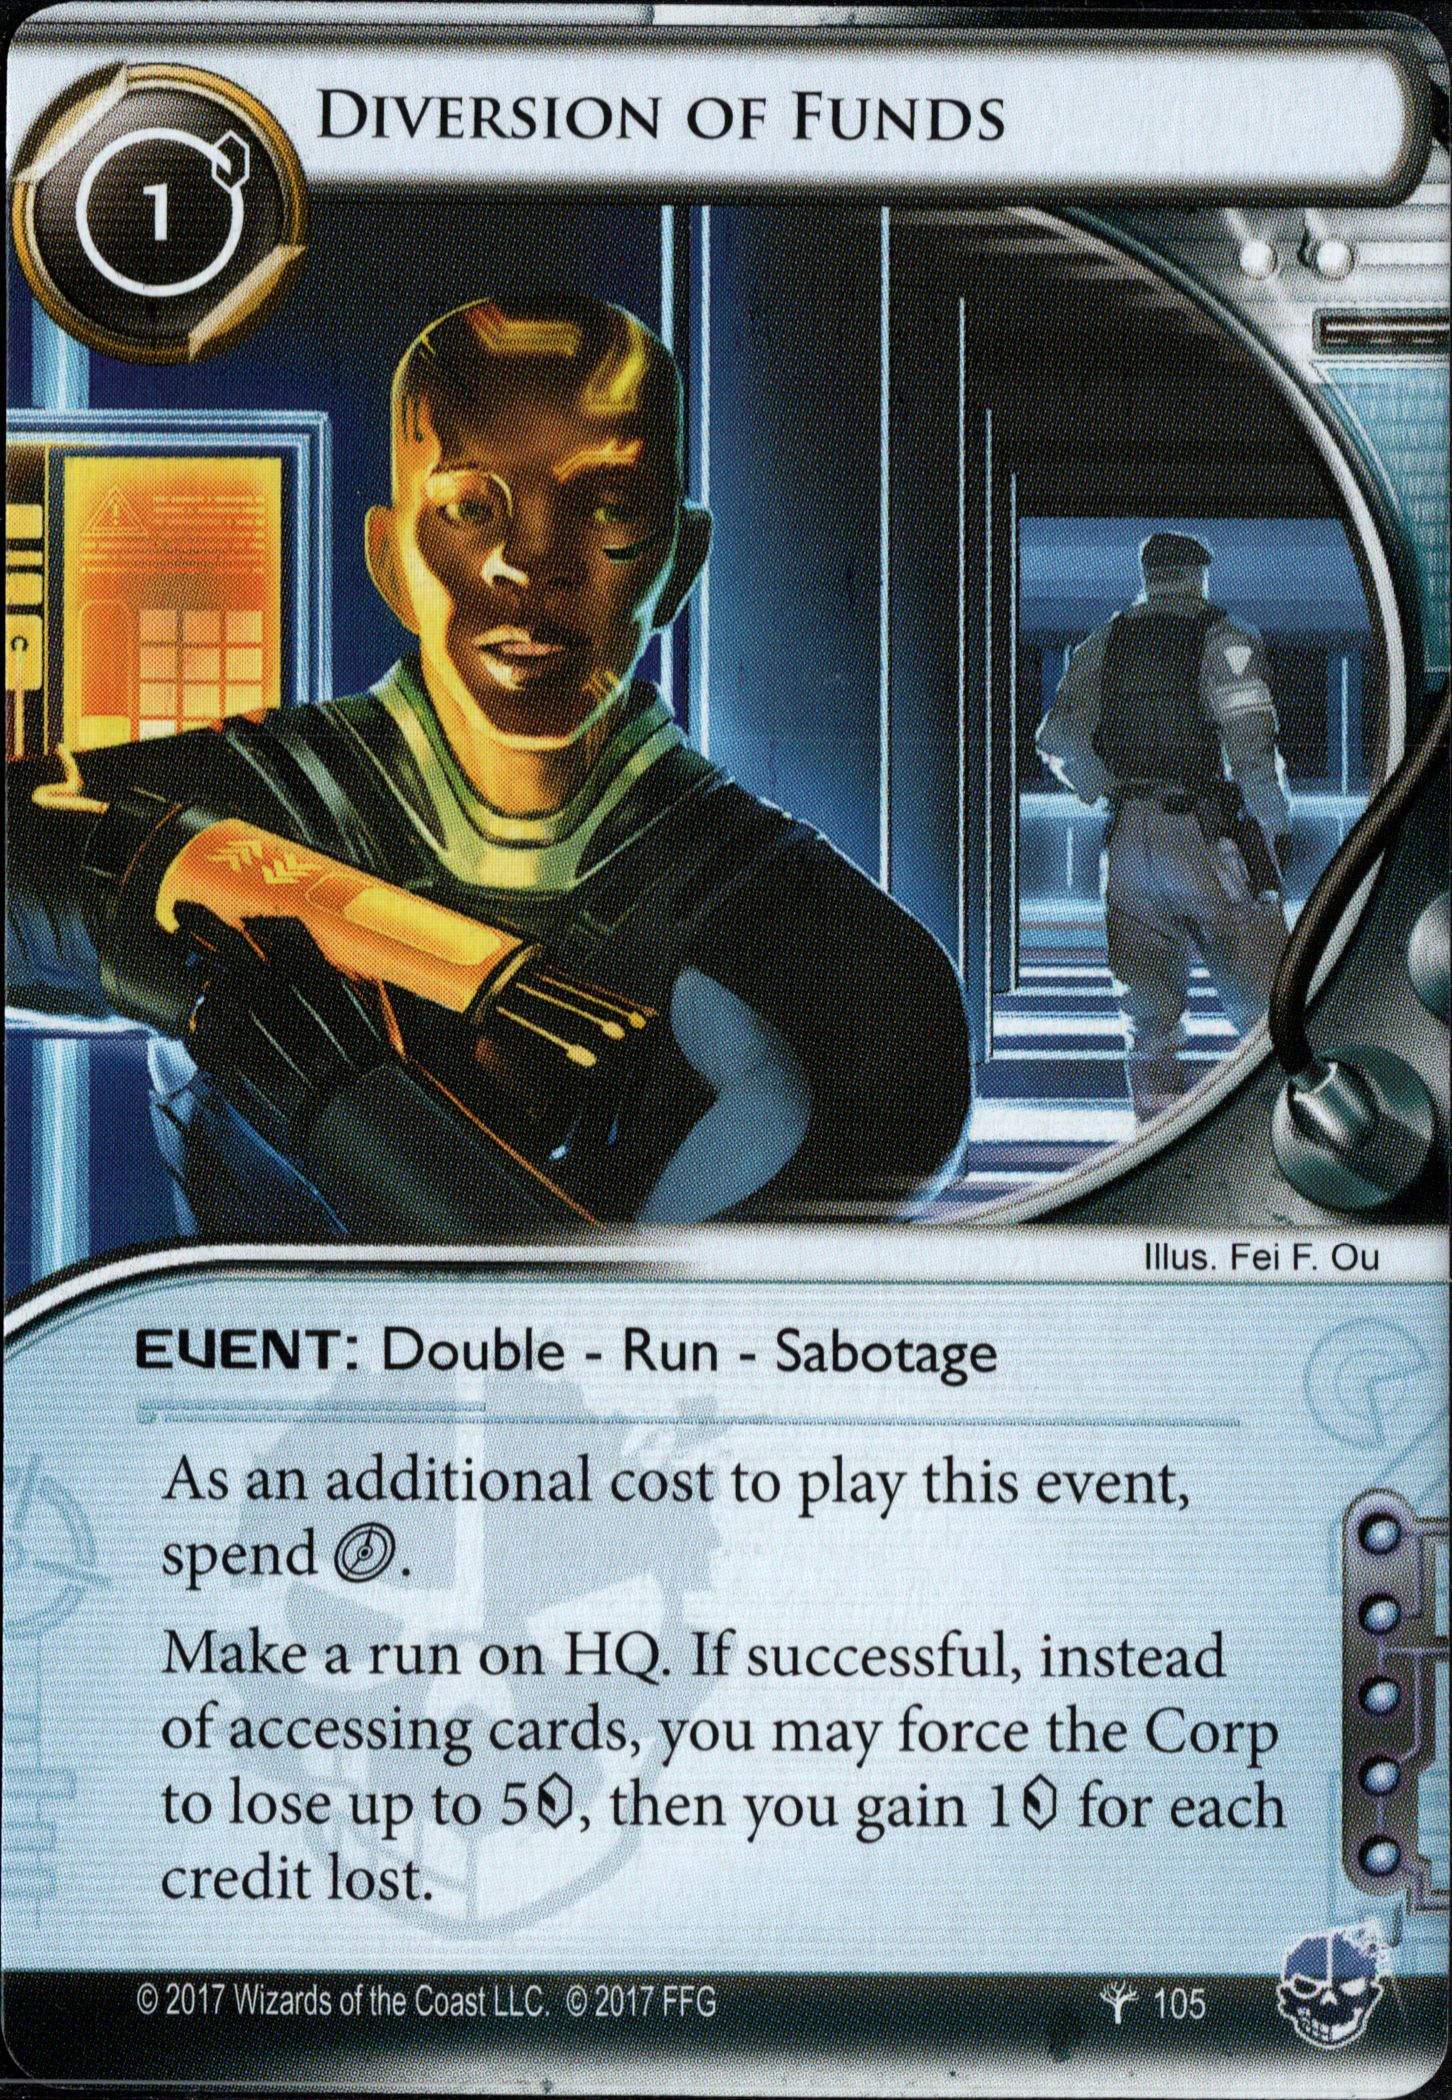 DIVERSION OF FUNDS
1
Illus. Fei F. Ou
EVENT: Double - Run - Sabotage
As an additional cost to play this event,
spend .
Make a run on HQ. If successful, instead
of accessing cards, you may force the Corp
to lose up to 5, then you gain 1 for each
credit lost.
© 2017 Wizards of the Coast LLC. © 2017 FFG
105